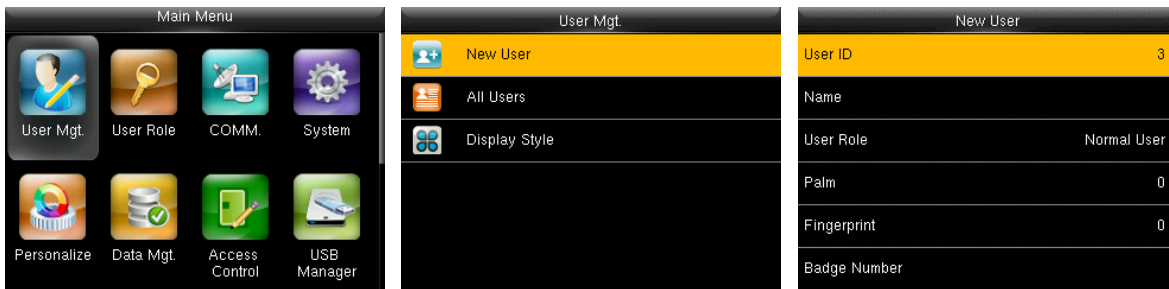 Main Menu
User Mgt.
User Role
COMM.
System
Personalize
Data Mgt.
Access
Control
USB
Manager
User Mgt.
New User
All Users
Display Style
New User
User ID 3
Name
User Role Normal User
Palm 0
Fingerprint 0
Badge Number